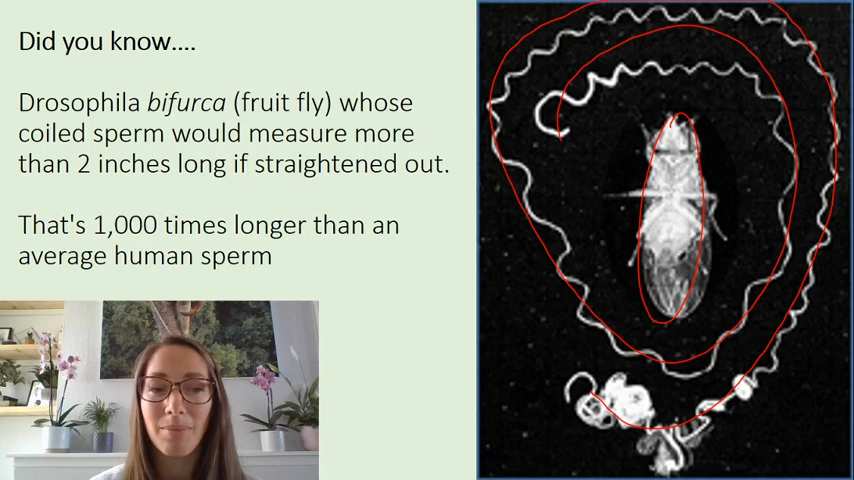 Did you know....
Drosophila bifurca (fruit fly) whose
coiled sperm would measure more
than 2 inches long if straightened out.
That's 1,000 times longer than an
average human sperm